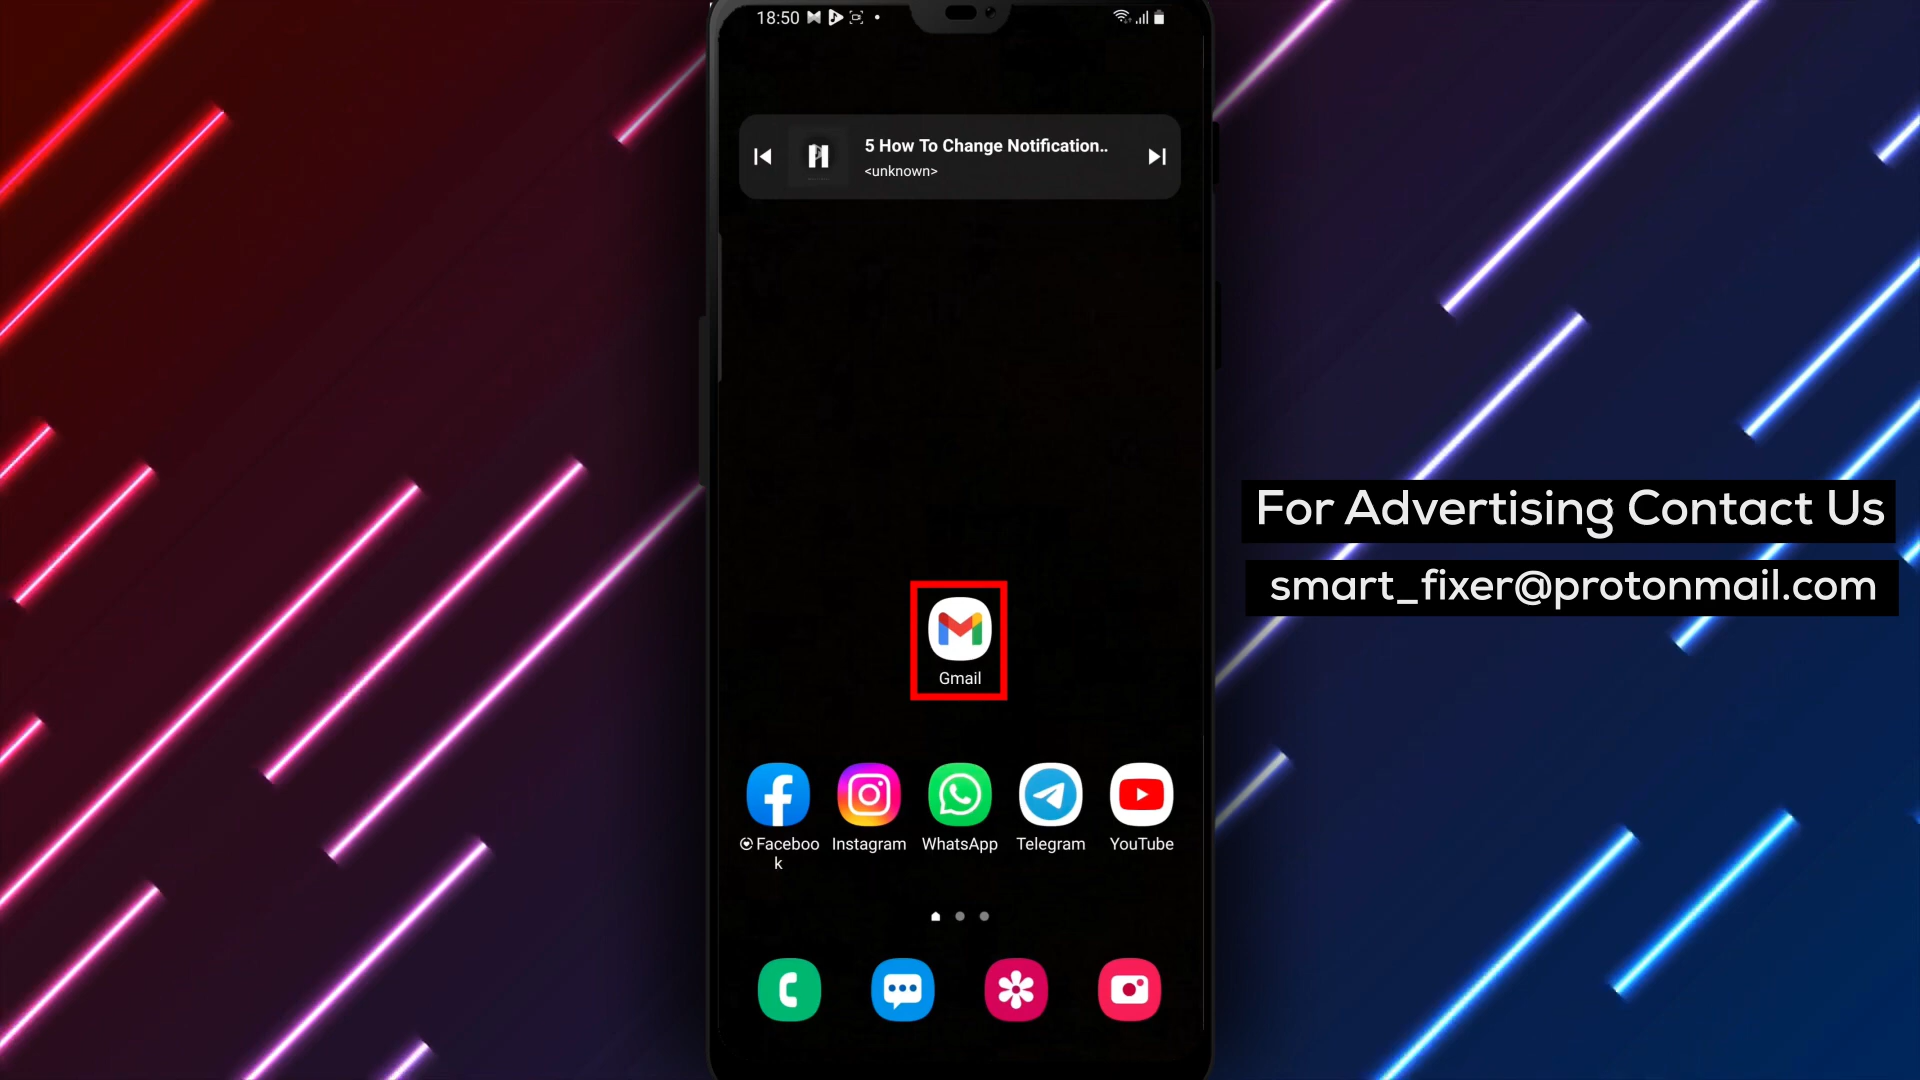 18:50
5 How To Change Notification..
<unknown>
For Advertising Contact Us
smart_fixer@protonmail.com
Gmail
Faceboo
k
Instagram
WhatsApp
Telegram
YouTube